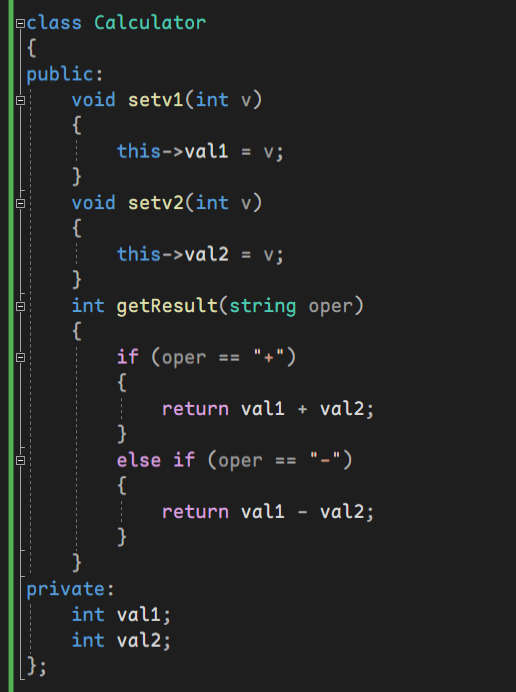 class Calculator
{
public:
    void setv1(int v)
    {
        this->val1 = v;
    }
    void setv2(int v)
    {
        this->val2 = v;
    }
    int getResult(string oper)
    {
        if (oper == "+")
        {
            return val1 + val2;
        }
        else if (oper == "-")
        {
            return val1 - val2;
        }
    }
private:
    int val1;
    int val2;
};